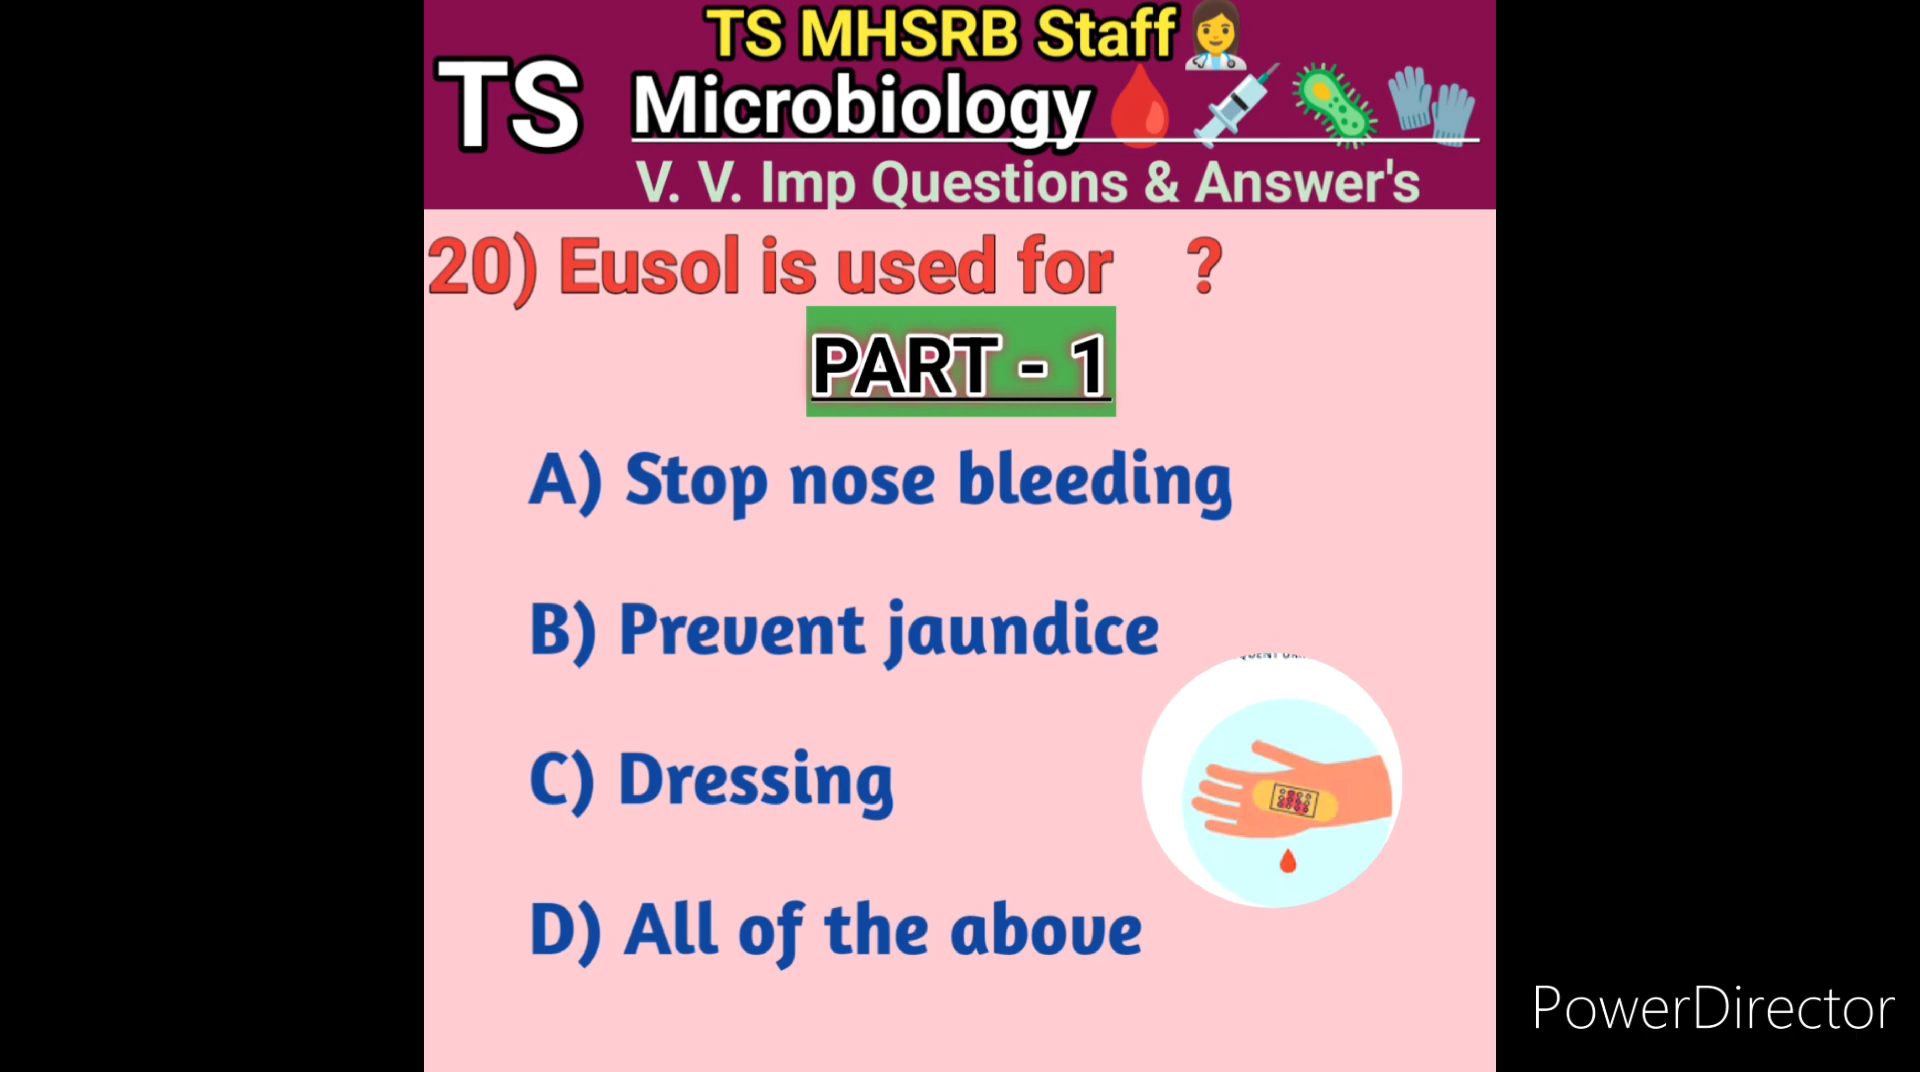 TS MHSRB Staff
TS
Microbiology
V. V. Imp Questions & Answer's
20) Eusol is used for ?
PART - 1
A) Stop nose bleeding
B) Prevent jaundice
C) Dressing
D) All of the above
PowerDirector